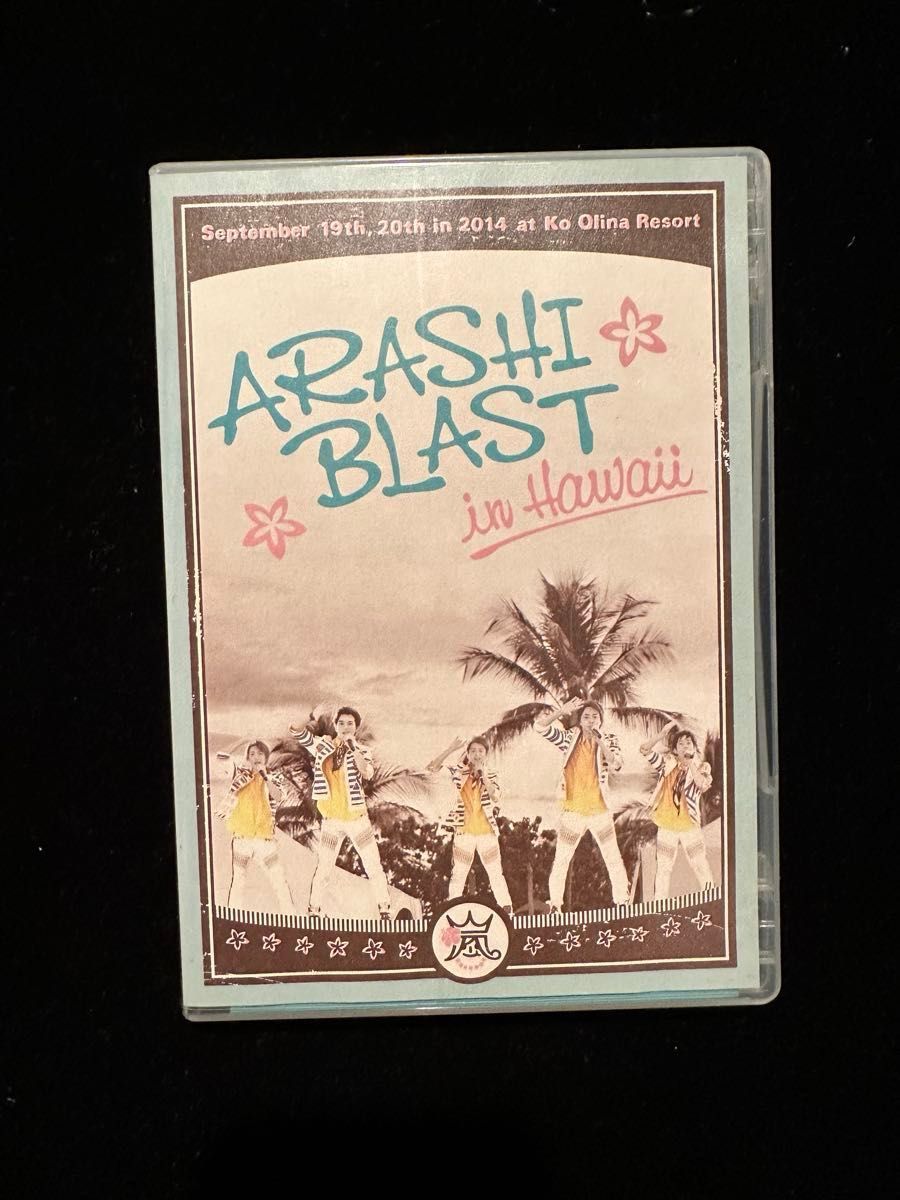 September 19th, 20th in 2014 at Ko Olina Resort
ARASHI
BLAST
in Hawaii
嵐